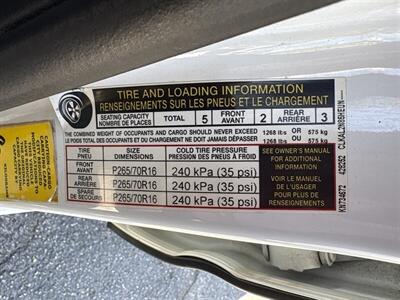 TIRE AND LOADING INFORMATION
RENSEIGNEMENTS SUR LES PNEUS ET LE CHARGEMENT
SEATING CAPACITY
NOMBRE DE PLACES
TOTAL 5
FRONT
AVANT 2
REAR
ARRIÈRE 3
THE COMBINED WEIGHT OF OCCUPANTS AND CARGO SHOULD NEVER EXCEED 1268 lbs OR 575 kg
LE POIDS TOTAL DES OCCUPANTS ET DU CHARGEMENT NE DOIT JAMAIS DÉPASSER 1268 lbs OU 575 kg
TIRE
PNEU
SIZE
DIMENSIONS
COLD TIRE PRESSURE
PRESSION DES PNEUS À FROID
FRONT
AVANT P265/70R16 240 kPa (35 psi)
REAR
ARRIÈRE P265/70R16 240 kPa (35 psi)
SPARE
DE SECOURS P265/70R16 240 kPa (35 psi)
SEE OWNER'S MANUAL
FOR ADDITIONAL
INFORMATION
VOIR LE MANUEL
DE L'USAGER
POUR PLUS DE
RENSEIGNEMENTS